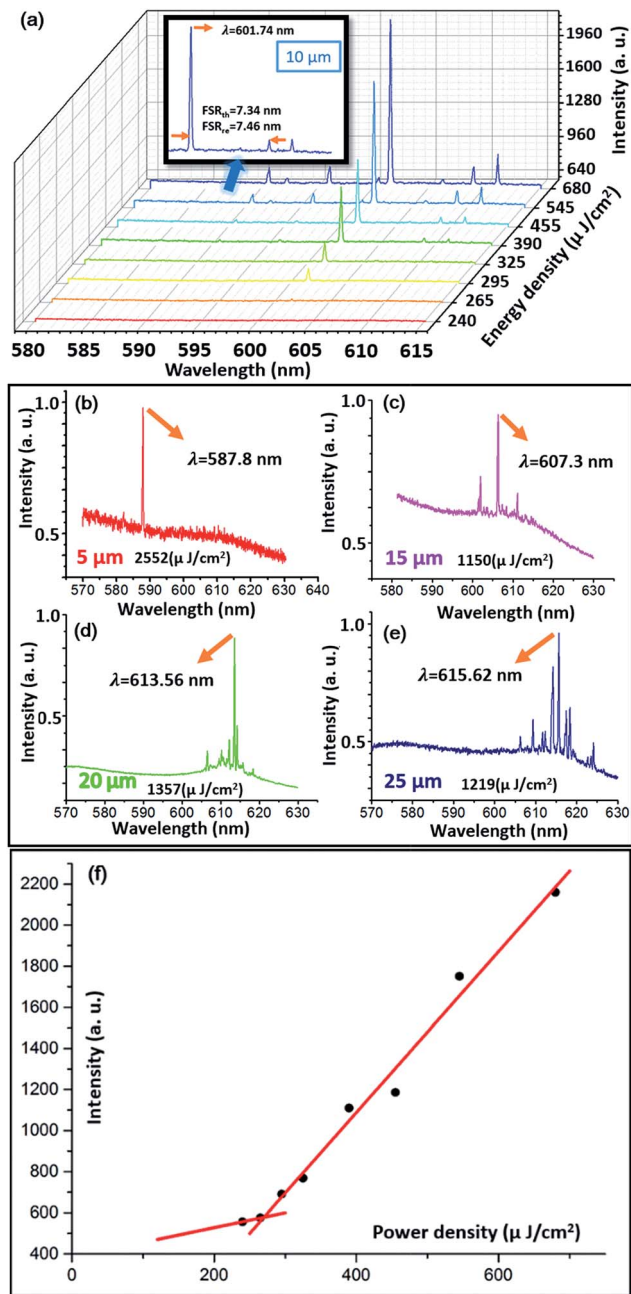 (a)
λ=601.74 nm
10 μm
FSRth=7.34 nm
FSRre=7.46 nm
Intensity (a. u.)
1960
1600
1280
960
640
680
545
455
390
325
295
265
240
Energy density(μ J/cm²)
580 585 590 595 600 605 610 615
Wavelength (nm)
(b)
1.0
0.5
Intensity (a. u.)
λ=587.8 nm
5 μm
2552(μ J/cm²)
570 580 590 600 610 620 630 640
Wavelength (nm)
(c)
1.0
0.5
Intensity (a. u.)
λ=607.3 nm
15 μm
1150(μ J/cm²)
580 590 600 610 620 630
Wavelength (nm)
(d)
1.0
0.5
Intensity (a. u.)
λ=613.56 nm
20 μm
1357(μ J/cm²)
570 580 590 600 610 620 630
Wavelength (nm)
(e)
1.0
0.5
Intensity (a. u.)
λ=615.62 nm
25 μm
1219(μ J/cm²)
570 580 590 600 610 620 630
Wavelength (nm)
(f)
2200
2000
1800
1600
1400
1200
1000
800
600
400
Intensity (a. u.)
Power density (μ J/cm²)
0 200 400 600